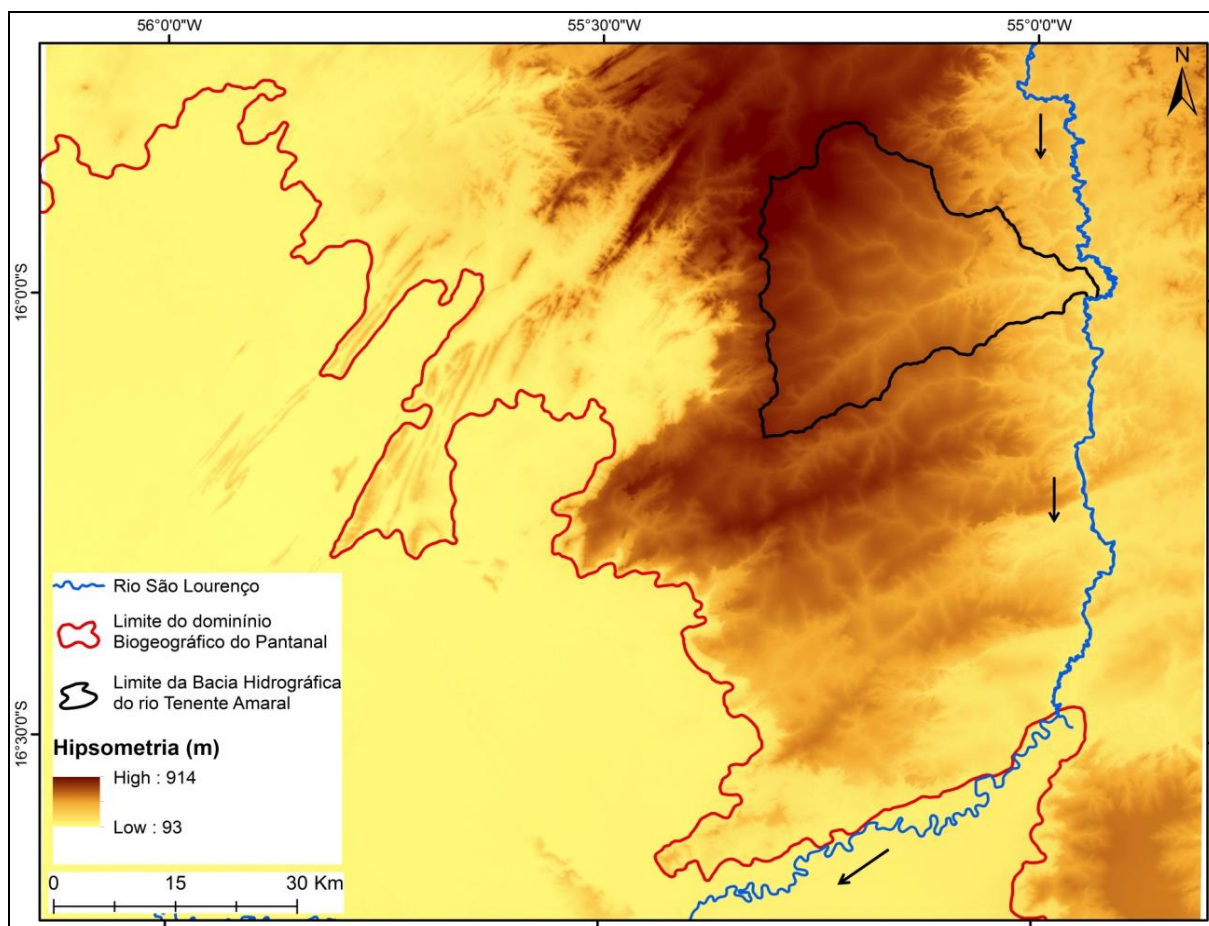 56°0'0"W
55°30'0"W
55°0'0"W
N
16°0'0"S
16°30'0"S
Rio São Lourenço
Limite do dominínio
Biogeográfico do Pantanal
Limite da Bacia Hidrográfica
do rio Tenente Amaral
Hipsometria (m)
High : 914
Low : 93
0 15 30 Km